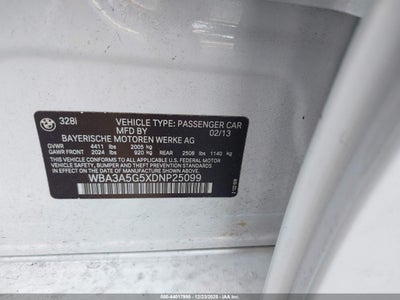 328i VEHICLE TYPE: PASSENGER CAR
MFD BY 02/13
BAYERISCHE MOTOREN WERKE AG
GVWR 4411 lbs 2005 kg
GAWR FRONT 2024 lbs 920 kg REAR 2509 lbs 1140 kg
THIS VEHICLE CONFORMS TO ALL APPLICABLE U.S. FEDERAL MOTOR VEHICLE
SAFETY, BUMPER AND THEFT PREVENTION STANDARDS IN EFFECT ON THE DATE
OF MANUFACTURE SHOWN ABOVE.
WBA3A5G5XDNP25099